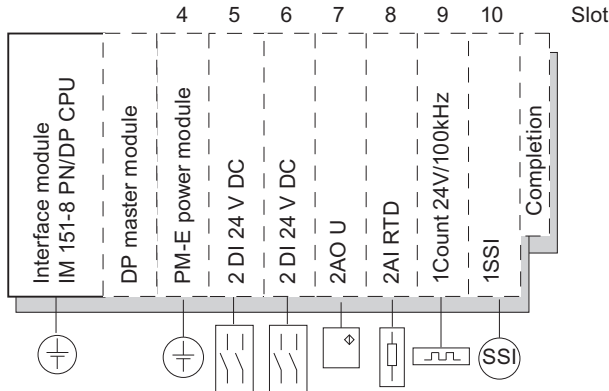 4 5 6 7 8 9 10 Slot
Interface module
IM 151-8 PN/DP CPU
DP master module
PM-E power module
2 DI 24 V DC
2 DI 24 V DC
2AO U
2AI RTD
1Count 24V/100kHz
1SSI
Completion
SSI